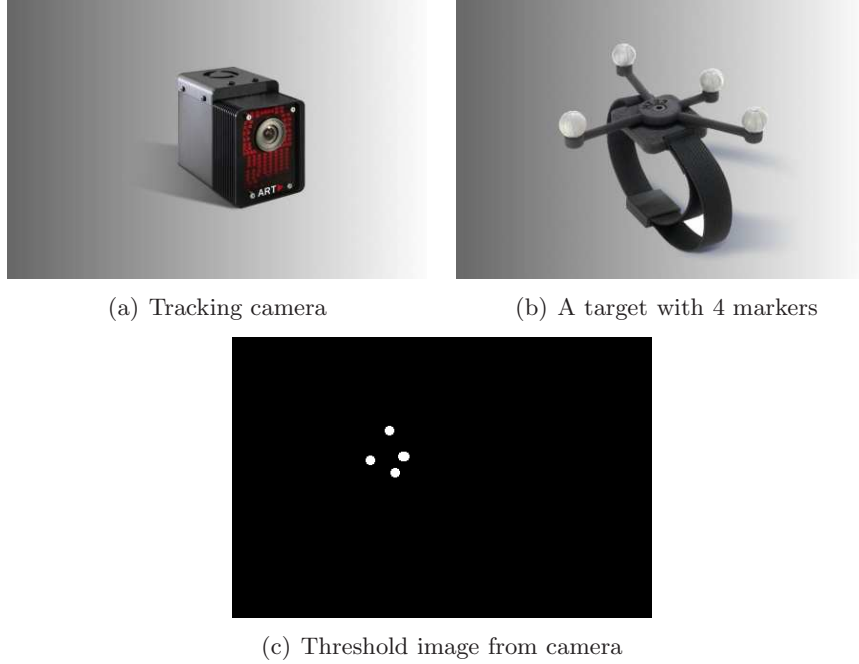 ART
(a) Tracking camera
(b) A target with 4 markers
(c) Threshold image from camera